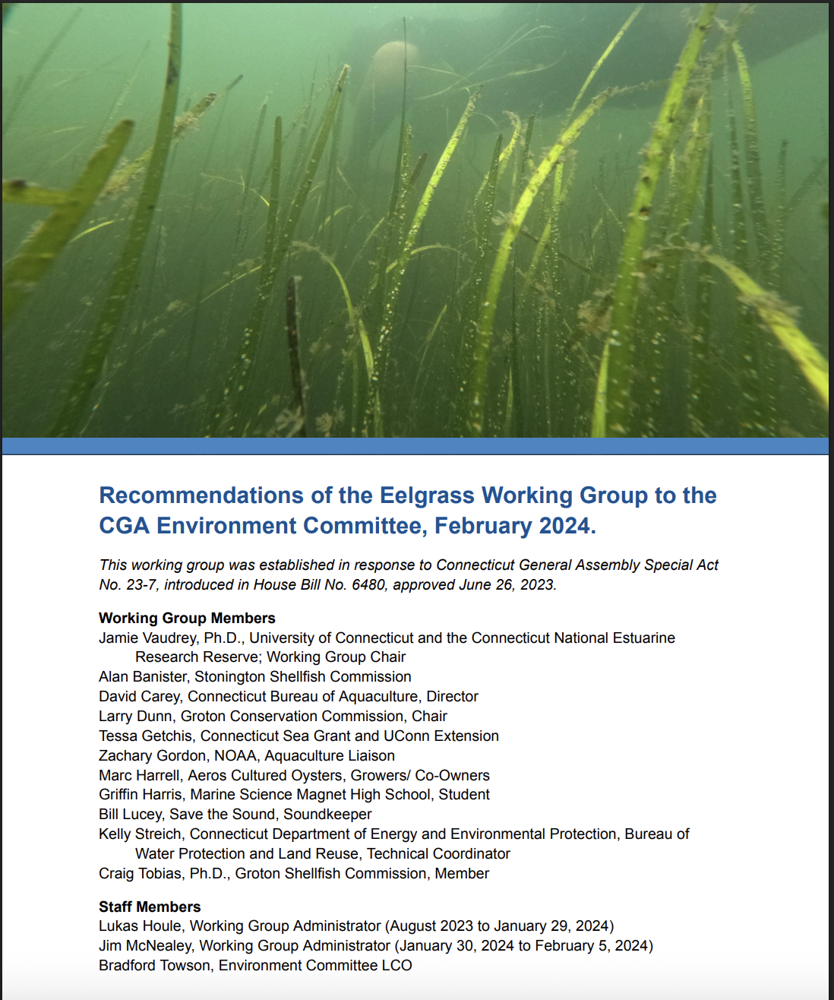 Recommendations of the Eelgrass Working Group to the
CGA Environment Committee, February 2024.
This working group was established in response to Connecticut General Assembly Special Act
No. 23-7, introduced in House Bill No. 6480, approved June 26, 2023.
Working Group Members
Jamie Vaudrey, Ph.D., University of Connecticut and the Connecticut National Estuarine
Research Reserve; Working Group Chair
Alan Banister, Stonington Shellfish Commission
David Carey, Connecticut Bureau of Aquaculture, Director
Larry Dunn, Groton Conservation Commission, Chair
Tessa Getchis, Connecticut Sea Grant and UConn Extension
Zachary Gordon, NOAA, Aquaculture Liaison
Marc Harrell, Aeros Cultured Oysters, Growers/ Co-Owners
Griffin Harris, Marine Science Magnet High School, Student
Bill Lucey, Save the Sound, Soundkeeper
Kelly Streich, Connecticut Department of Energy and Environmental Protection, Bureau of
Water Protection and Land Reuse, Technical Coordinator
Craig Tobias, Ph.D., Groton Shellfish Commission, Member
Staff Members
Lukas Houle, Working Group Administrator (August 2023 to January 29, 2024)
Jim McNealey, Working Group Administrator (January 30, 2024 to February 5, 2024)
Bradford Towson, Environment Committee LCO